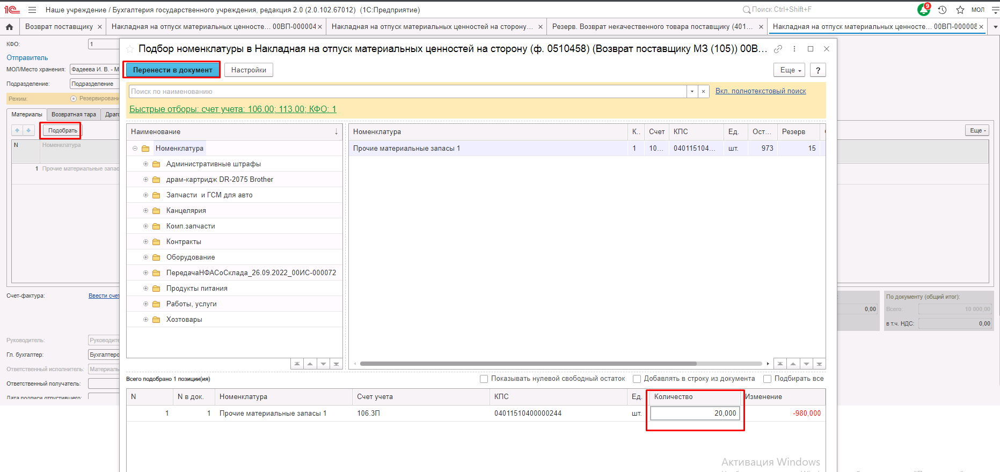 1С Наше учреждение / Бухгалтерия государственного учреждения, редакция 2.0 (2.0.102.67012) (1С:Предприятие) Поиск Ctrl+Shift+F 9 МОЛ
Возврат поставщику × Накладная на отпуск материальных ценносте... 00ВП-000004 × Накладная на отпуск материальных ценностей на сторону... × Резерв. Возврат некачественного товара поставщику (401... × Накладная на отпуск материальных ценносте... 00ВП-000008 ×
КФО: 1
Отправитель
МОЛ/Место хранения: Фадеева И. В. - М
Подразделение: Подразделение
Режим: Резервировани
Материалы Возвратная тара Драгс
Подобрать Еще
N Номенклатура
1 Прочие материальные запас
Счет-фактура: Ввести счет
Руководитель: Руководите
Гл. бухгалтер: Бухгалтеро
Ответственный исполнитель: Материаль
Ответственный получатель:
Дата подписи отпустившего:
Подбор номенклатуры в Накладная на отпуск материальных ценностей на сторону (ф. 0510458) (Возврат поставщику МЗ (105)) 00В...
Перенести в документ Настройки Еще ?
Поиск по наименованию × Вкл. полнотекстовый поиск
Быстрые отборы: счет учета: 106.00; 113.00; КФО: 1
Наименование ↓
Номенклатура
Административные штрафы
драм-картридж DR-2075 Brother
Запчасти и ГСМ для авто
Канцелярия
Комп.запчасти
Контракты
Оборудование
ПередачаНФАСоСклада_26.09.2022_00ИС-000072
Продукты питания
Работы, услуги
Хозтовары
Номенклатура К.. Счет КПС Ед. Ост... Резерв
Прочие материальные запасы 1 1 10... 040115104... шт. 973 15
Всего подобрано 1 позиции(ия) Показывать нулевой свободный остаток Добавлять в строку из документа Подбирать все
N N в док. Номенклатура Счет учета КПС Ед. Количество Изменение
1 1 Прочие материальные запасы 1 106.3П 04011510400000244 шт. 20,000 -980,000
По документу (общий итог):
0,00 Всего: 10 000,00
в т.ч. НДС: 0,00
Активация Windows